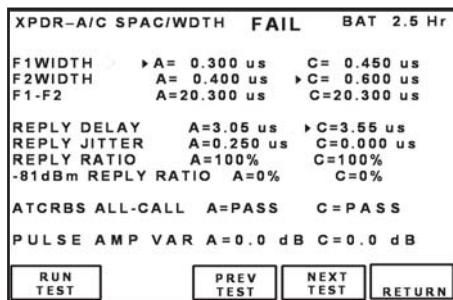 XPDR–A/C SPAC/WDTH FAIL BAT 2.5 Hr
F1WIDTH ▸A= 0.300 us C= 0.450 us
F2WIDTH A= 0.400 us ▸C= 0.600 us
F1-F2 A=20.300 us C=20.300 us
REPLY DELAY A=3.05 us ▸C=3.55 us
REPLY JITTER A=0.250 us C=0.000 us
REPLY RATIO A=100% C=100%
-81dBm REPLY RATIO A=0% C=0%
ATCRBS ALL-CALL A=PASS C=PASS
PULSE AMP VAR A=0.0 dB C=0.0 dB
RUN TEST PREV TEST NEXT TEST RETURN